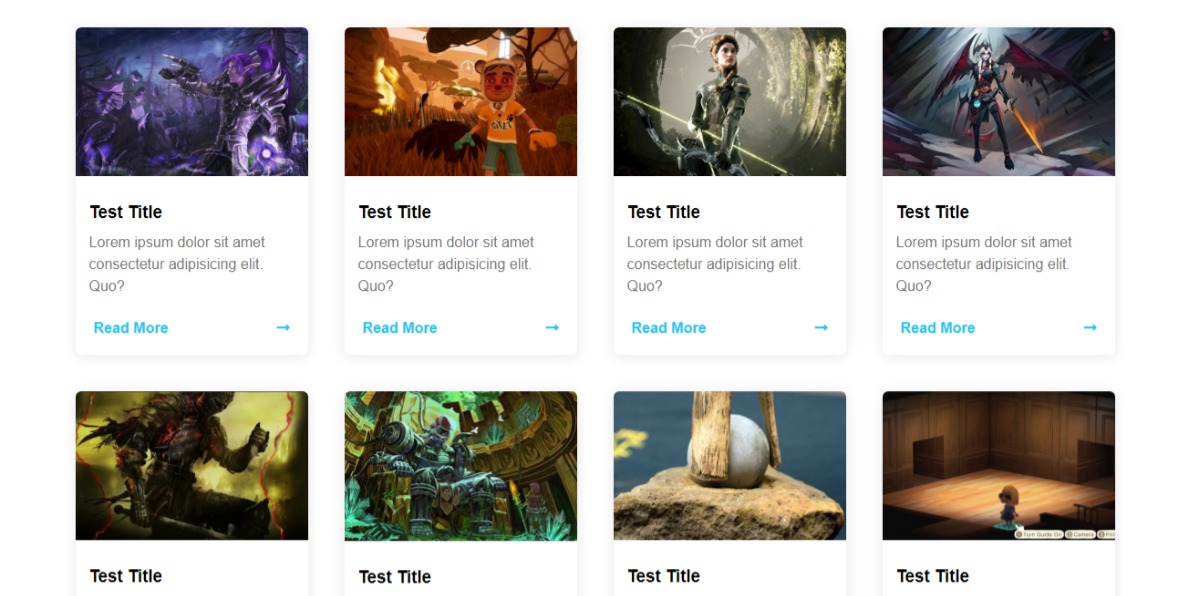 Test Title
Lorem ipsum dolor sit amet
consectetur adipisicing elit.
Quo?
Read More →
Test Title
Lorem ipsum dolor sit amet
consectetur adipisicing elit.
Quo?
Read More →
Test Title
Lorem ipsum dolor sit amet
consectetur adipisicing elit.
Quo?
Read More →
Test Title
Lorem ipsum dolor sit amet
consectetur adipisicing elit.
Quo?
Read More →
Turn Guide On Camera
Test Title
Test Title
Test Title
Test Title